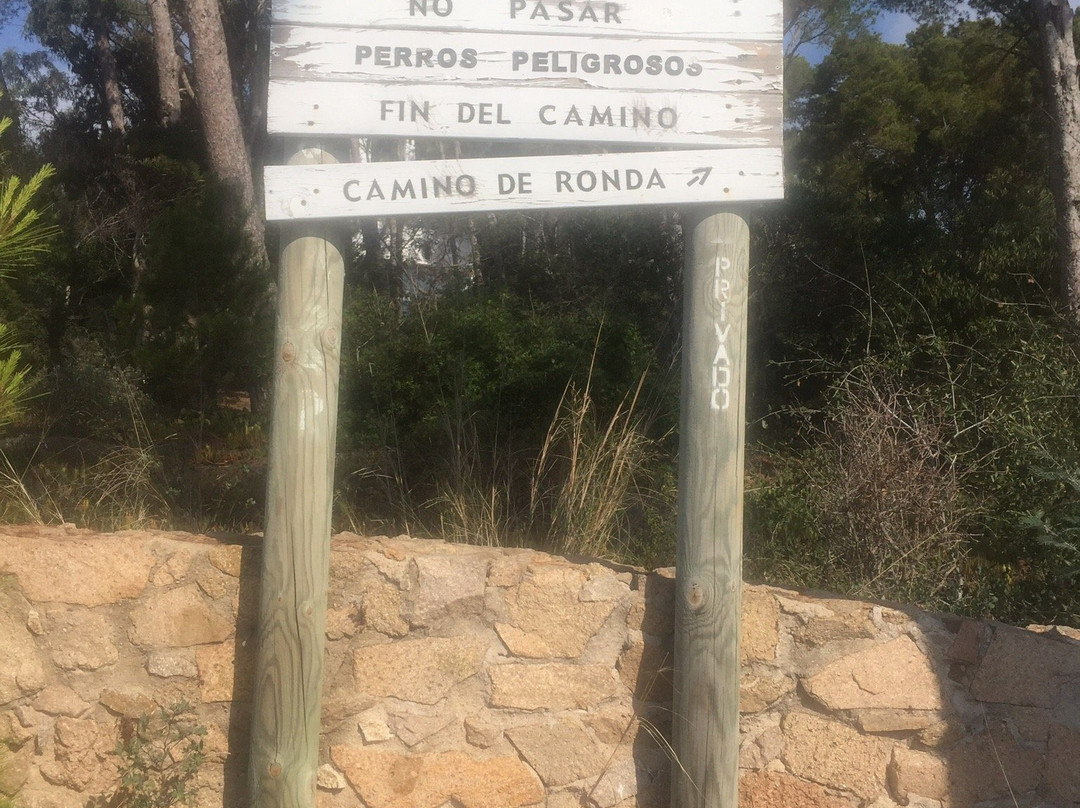 NO PASAR
PERROS PELIGROSOS
FIN DEL CAMINO
CAMINO DE RONDA
PRIVADO